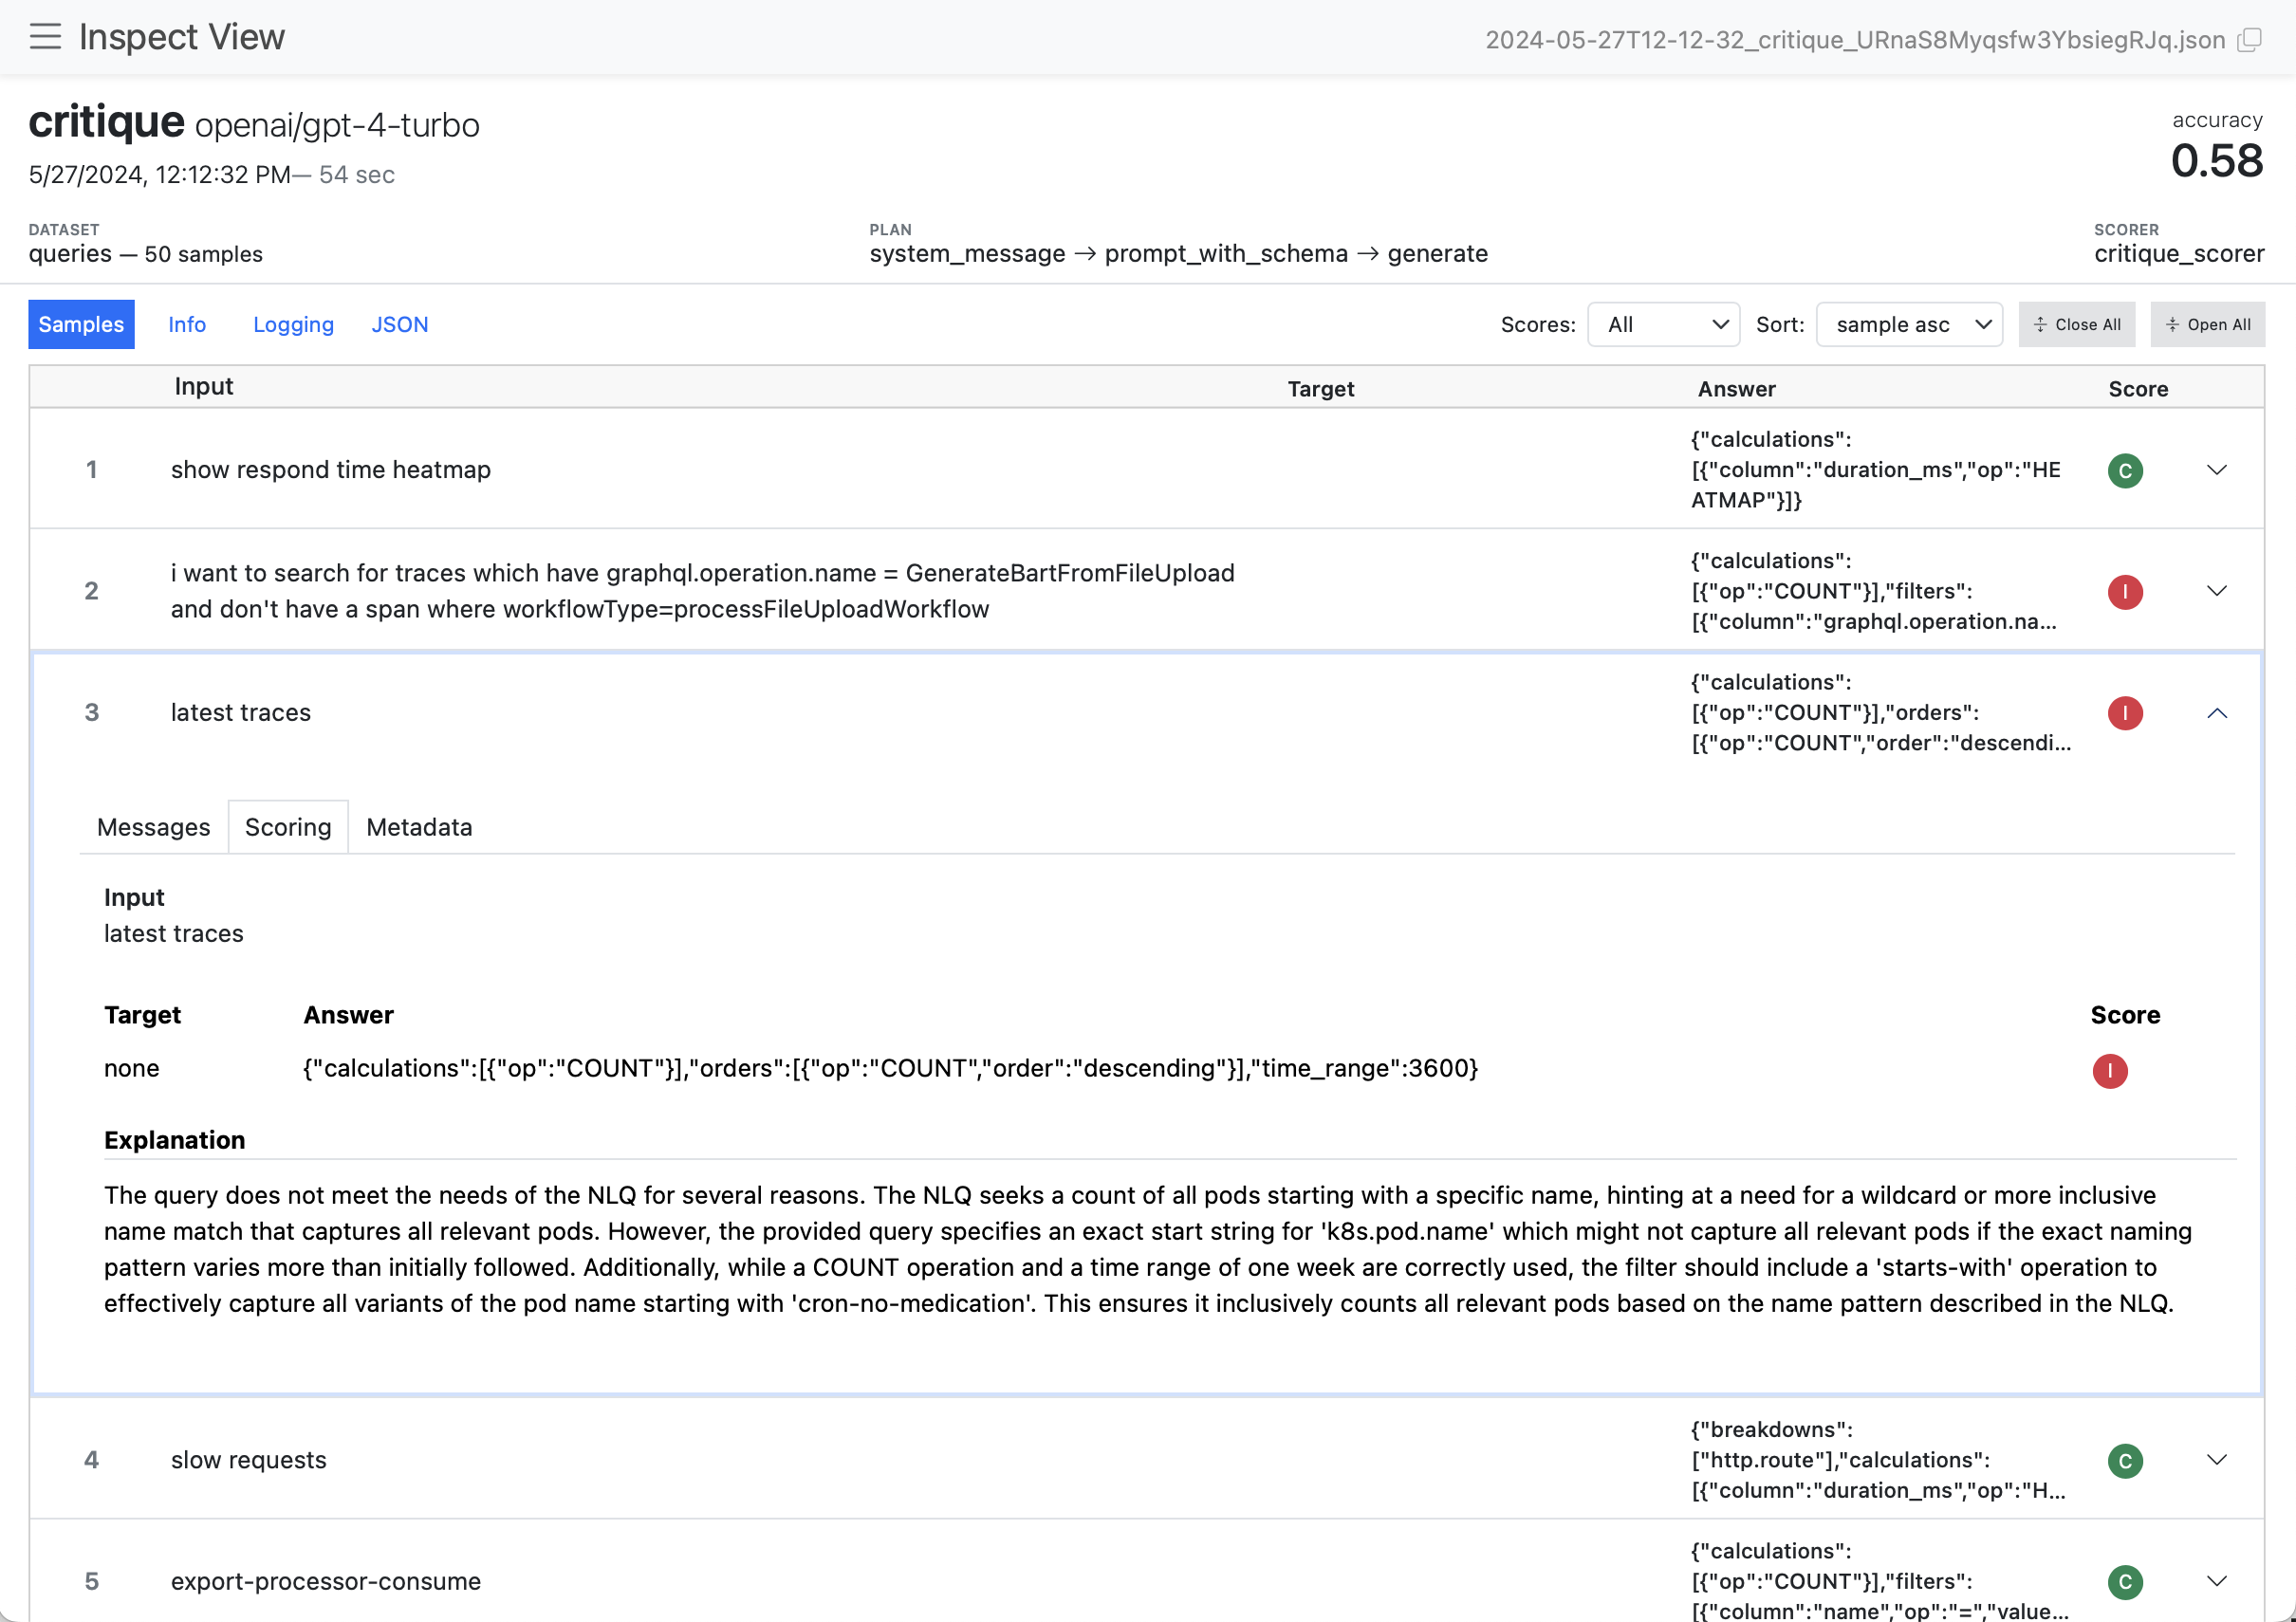 Inspect View
2024-05-27T12-12-32_critique_URnaS8Myqsfw3YbsiegRJq.json
critique openai/gpt-4-turbo
accuracy
0.58
5/27/2024, 12:12:32 PM— 54 sec
DATASET
queries — 50 samples
PLAN
system_message → prompt_with_schema → generate
SCORER
critique_scorer
Samples Info Logging JSON
Scores: All Sort: sample asc Close All Open All
Input Target Answer Score
1 show respond time heatmap
{"calculations":
[{"column":"duration_ms","op":"HE
ATMAP"}]}
C
2 i want to search for traces which have graphql.operation.name = GenerateBartFromFileUpload
and don't have a span where workflowType=processFileUploadWorkflow
{"calculations":
[{"op":"COUNT"}],"filters":
[{"column":"graphql.operation.na...
I
3 latest traces
{"calculations":
[{"op":"COUNT"}],"orders":
[{"op":"COUNT","order":"descendi...
I
Messages Scoring Metadata
Input
latest traces
Target Answer Score
none {"calculations":[{"op":"COUNT"}],"orders":[{"op":"COUNT","order":"descending"}],"time_range":3600} I
Explanation
The query does not meet the needs of the NLQ for several reasons. The NLQ seeks a count of all pods starting with a specific name, hinting at a need for a wildcard or more inclusive
name match that captures all relevant pods. However, the provided query specifies an exact start string for 'k8s.pod.name' which might not capture all relevant pods if the exact naming
pattern varies more than initially followed. Additionally, while a COUNT operation and a time range of one week are correctly used, the filter should include a 'starts-with' operation to
effectively capture all variants of the pod name starting with 'cron-no-medication'. This ensures it inclusively counts all relevant pods based on the name pattern described in the NLQ.
4 slow requests
{"breakdowns":
["http.route"],"calculations":
[{"column":"duration_ms","op":"H...
C
5 export-processor-consume
{"calculations":
[{"op":"COUNT"}],"filters":
[{"column":"name","op":"=","value...
C